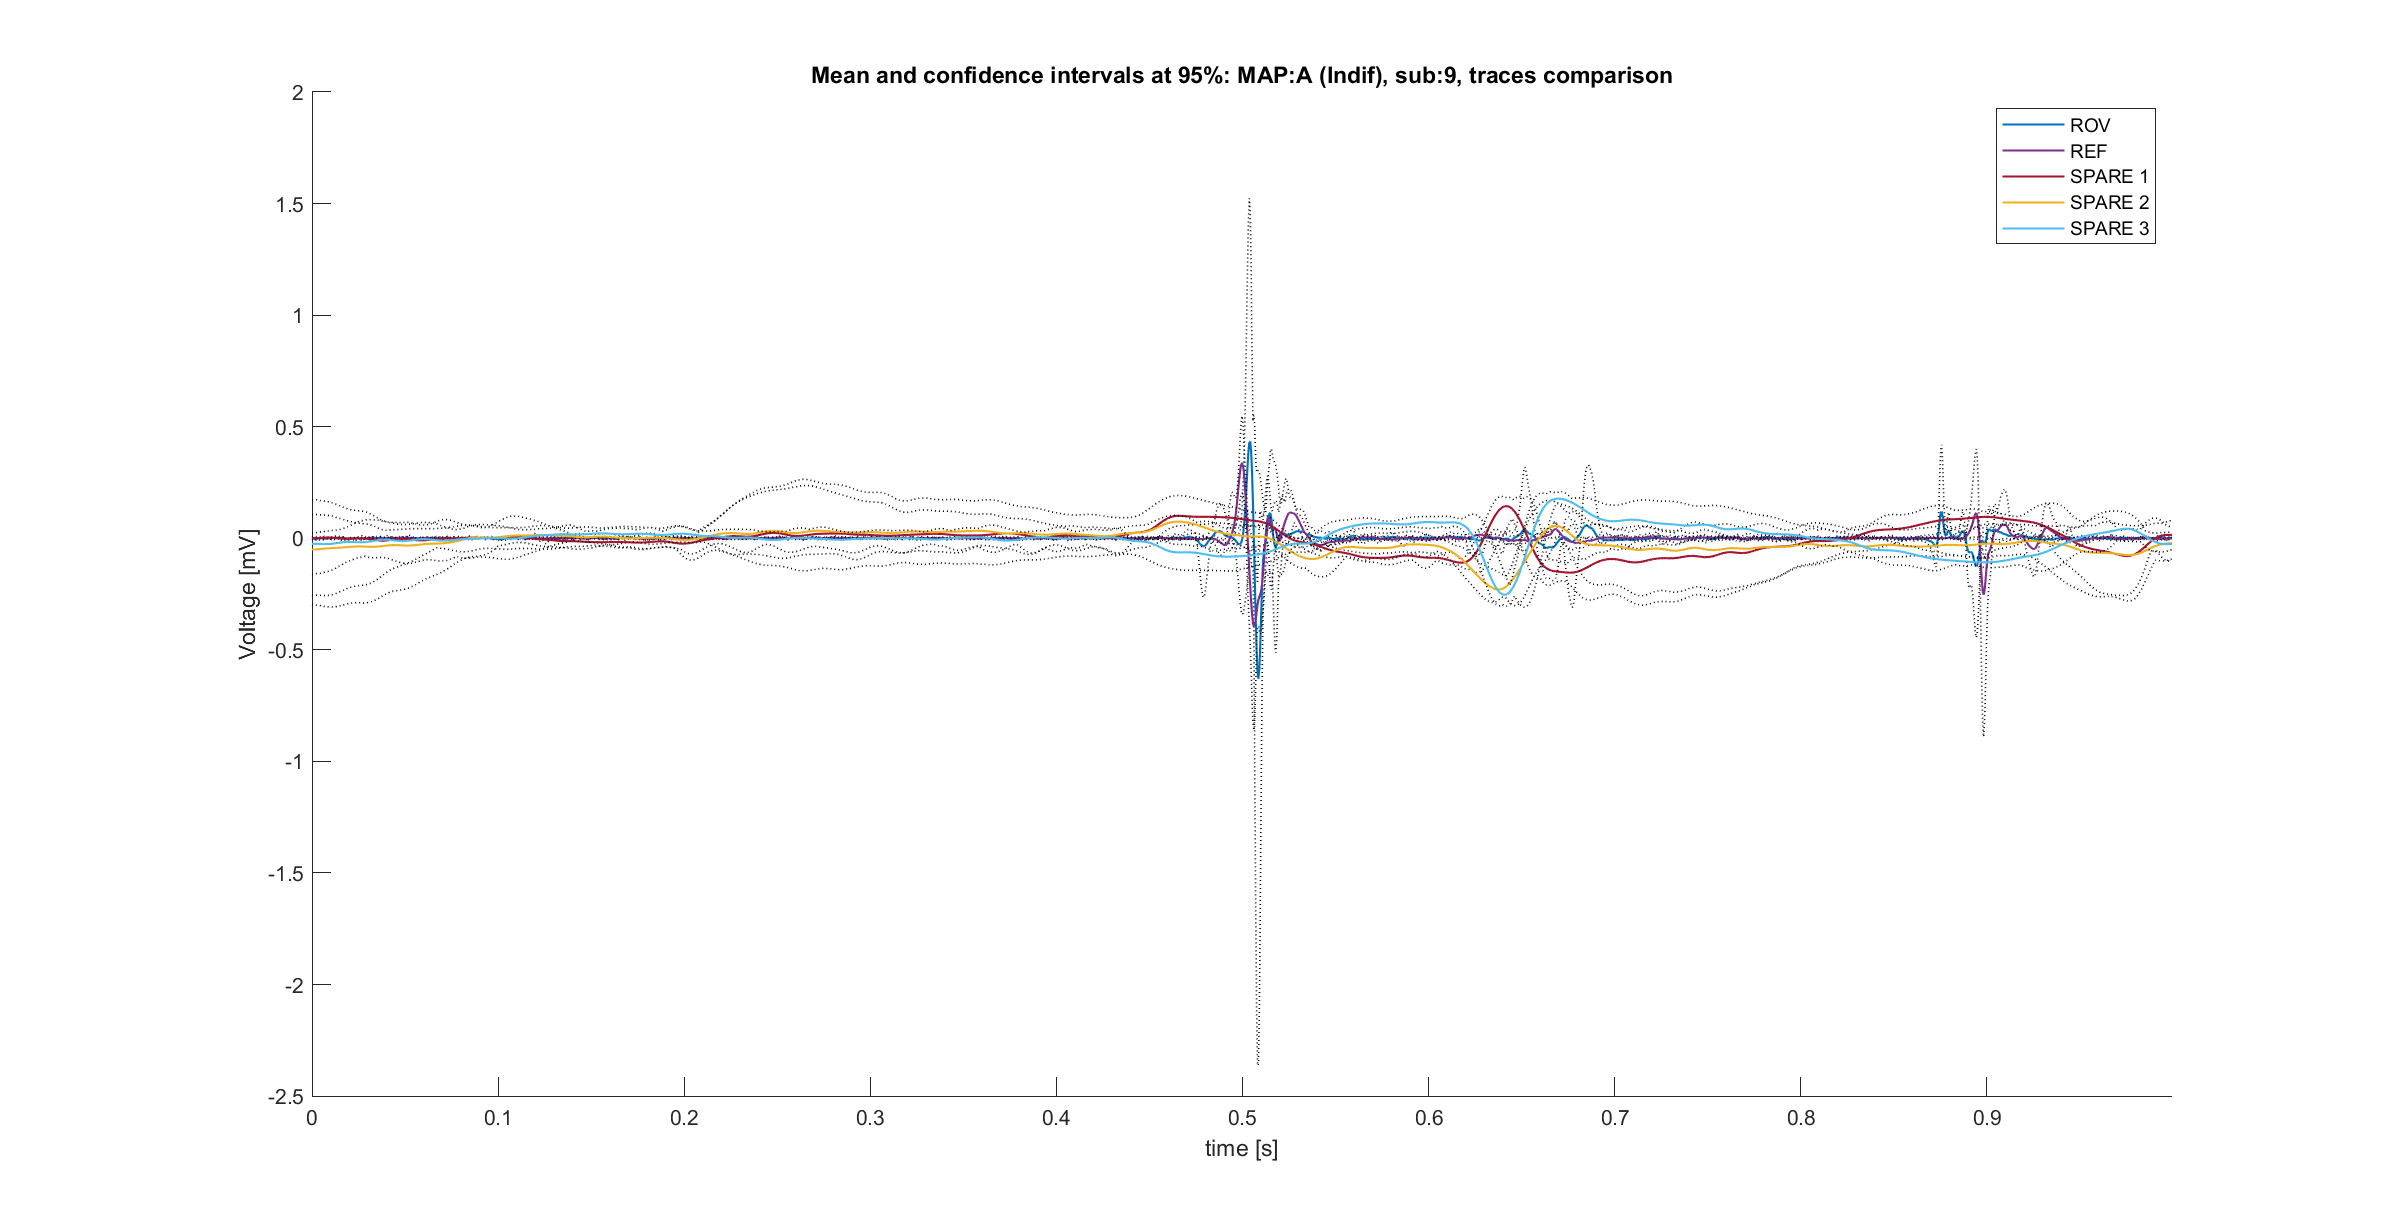 Mean and confidence intervals at 95%: MAP:A (Indif), sub:9, traces comparison
ROV
REF
SPARE 1
SPARE 2
SPARE 3
2
1.5
1
0.5
0
-0.5
-1
-1.5
-2
-2.5
Voltage [mV]
0 0.1 0.2 0.3 0.4 0.5 0.6 0.7 0.8 0.9
time [s]